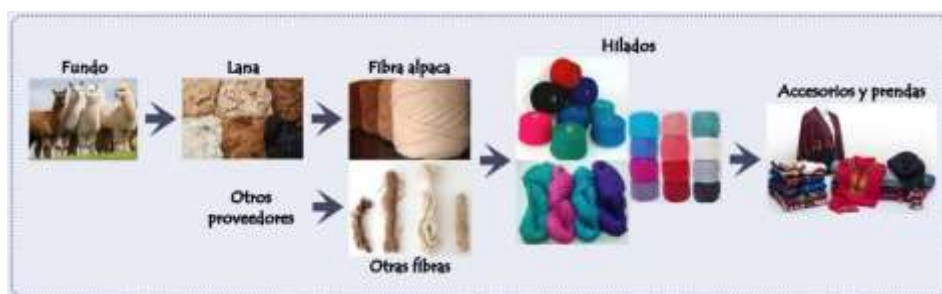 Fundo
Lana
Fibra alpaca
Hilados
Accesorios y prendas
Otros
proveedores
Otras fibras